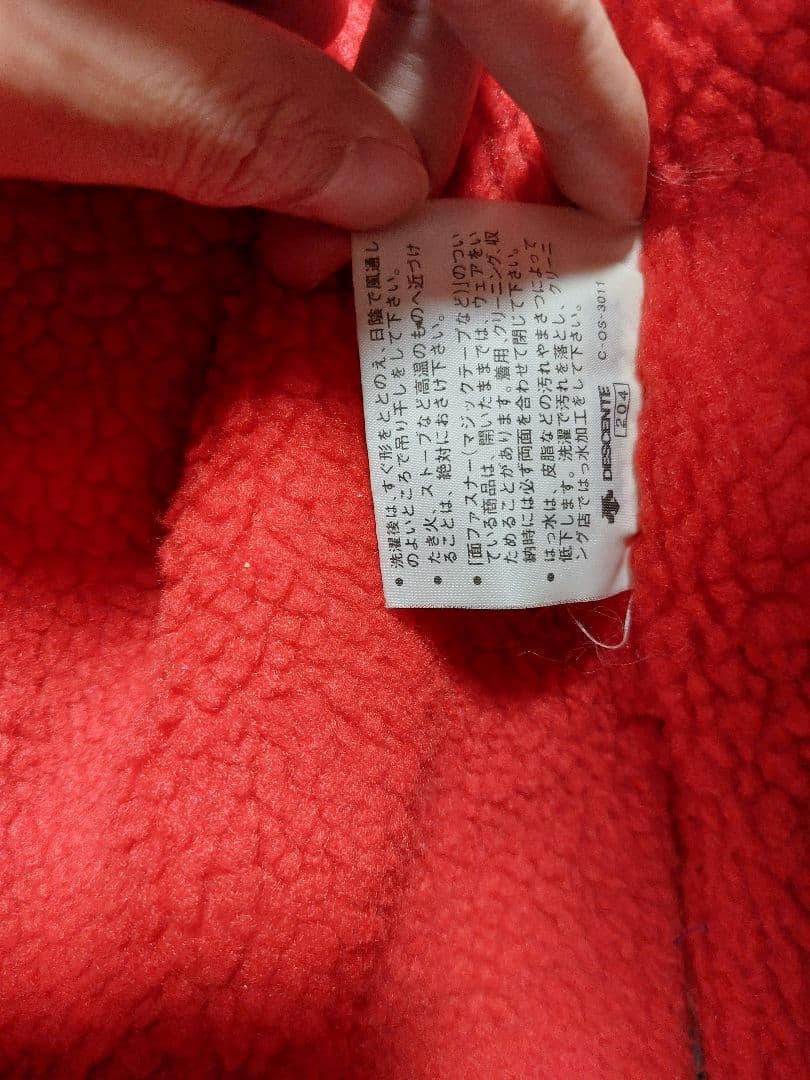 ● 洗濯後は、すぐ形をととのえ、日陰で風通し
のよいところで吊り干しをして下さい。
● たき火、ストーブなど高温のものへ近づけ
ることは、絶対におさけ下さい。
● 「面ファスナー(マジックテープなど)」のつい
ている商品は、開いたままでは、ウェアをい
ためることがあります。着用、クリーニング、収
納時には必ず両面を合わせて閉じて下さい。
● はっ水は、皮脂などの汚れやまさつによって
低下します。洗濯で汚れを落とし、クリーニ
ング店ではっ水加工をして下さい。
DESCENTE C-OS-3011
204